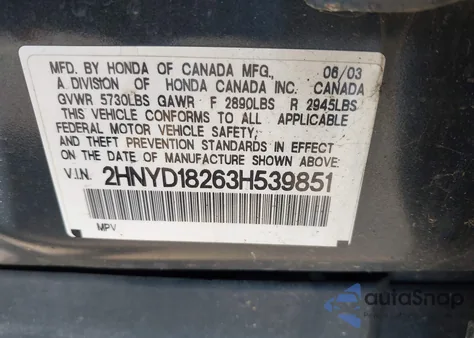 MFD. BY HONDA OF CANADA MFG., 06/03
A DIVISION OF HONDA CANADA INC. CANADA
GVWR 5730LBS GAWR F 2890LBS R 2945LBS
THIS VEHICLE CONFORMS TO ALL APPLICABLE
FEDERAL MOTOR VEHICLE SAFETY,
AND THEFT PREVENTION STANDARDS IN EFFECT
ON THE DATE OF MANUFACTURE SHOWN ABOVE.
V.I.N. 2HNYD18263H539851
MPV
autoSnap